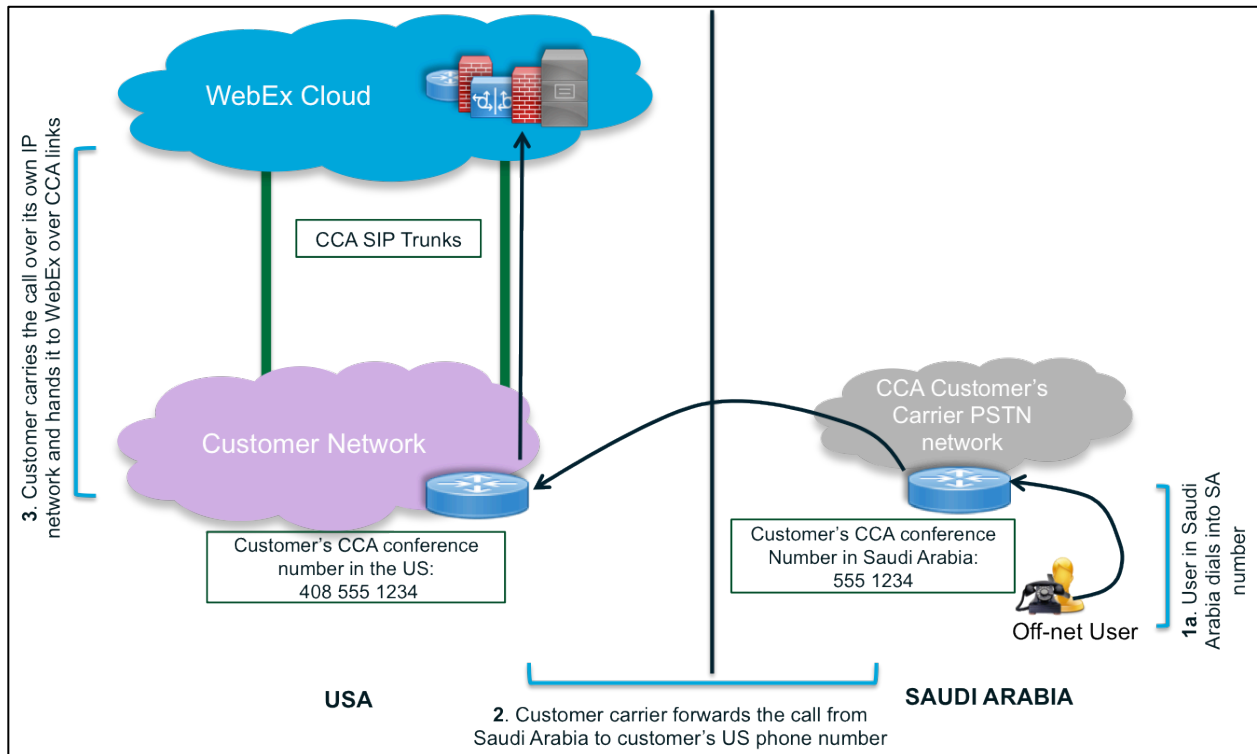 WebEx Cloud
3. Customer carries the call over its own IP
network and hands it to WebEx over CCA links
CCA SIP Trunks
Customer Network
CCA Customer's
Carrier PSTN
network
Customer's CCA conference
number in the US:
408 555 1234
Customer's CCA conference
Number in Saudi Arabia:
555 1234
Off-net User
1a. User in Saudi
Arabia dials into SA
number
USA
SAUDI ARABIA
2. Customer carrier forwards the call from
Saudi Arabia to customer's US phone number